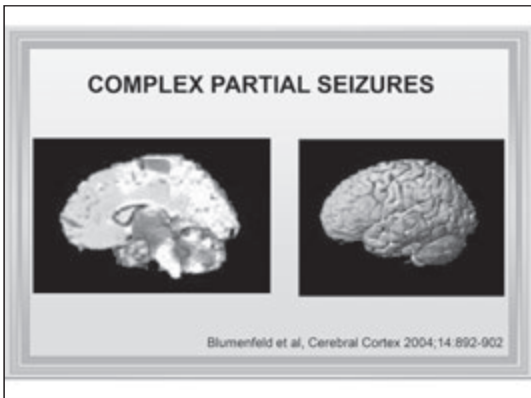 COMPLEX PARTIAL SEIZURES
Blumenfeld et al, Cerebral Cortex 2004;14:892-902